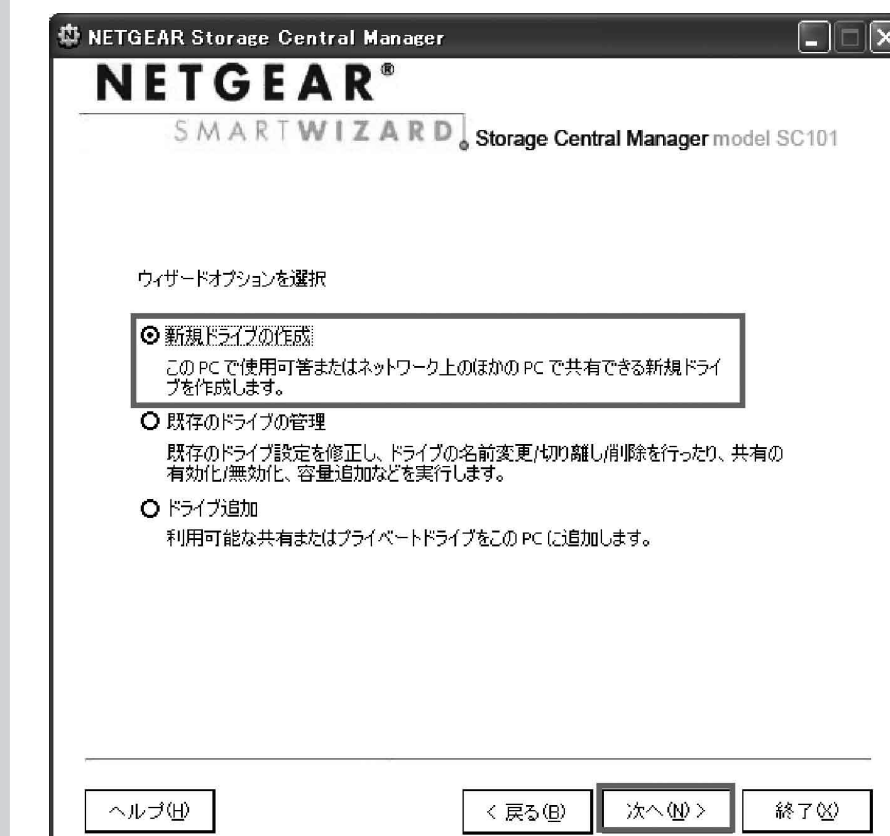 NETGEAR Storage Central Manager
NETGEAR®
SMARTWIZARD Storage Central Manager model SC101
ウィザードオプションを選択
新規ドライブの作成
この PC で使用可答またはネットワーク上のほかの PC で共有できる新規ドライ
ブを作成します。
既存のドライブの管理
既存のドライブ設定を修正し、ドライブの名前変更/切り離し/削除を行ったり、共有の
有効化/無効化、容量追加などを実行します。
ドライブ追加
利用可能な共有またはプライベートドライブをこの PC に追加します。
ヘルプ(H)
< 戻る(B)
次へ(N) >
終了(X)